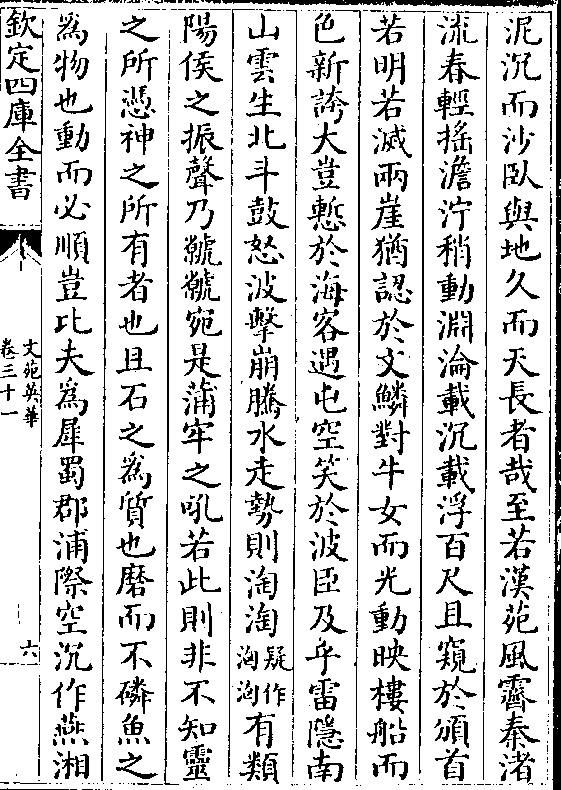 泥沉而沙臥與地久而天長者哉至若漢苑風霽秦渚
流春輕揺澹泞稍動淵淪載沉載浮百尺且窺於頒首
若明若滅兩崖猶認於文鱗對牛女而光動映樓船而
色新誇大豈慙於海客遇屯空笑於波臣及乎雷隱南
山雲生北斗鼓怒波擊崩騰水走勢則淘淘疑作洶洶有類
陽侯之振聲乃虩虩宛是蒲牢之吼若此則非不知靈
之所憑神之所有者也且石之為質也磨而不磷魚之
為物也動而必順豈比夫為犀蜀郡浦際空沉作燕湘
欽定四庫全書
文苑英華
卷三十一
六